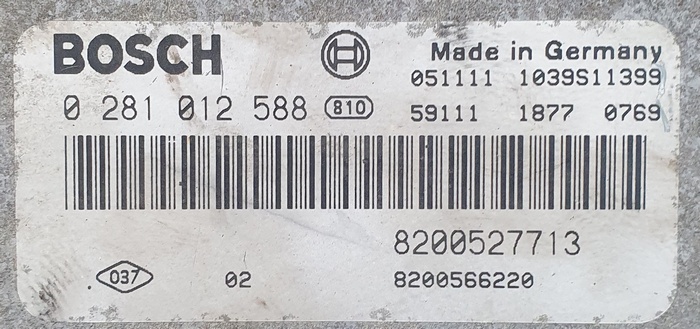 BOSCH
Made in Germany
051111 1039S11399
0 281 012 588 810
59111 1877 0769
8200527713
037 02 8200566220